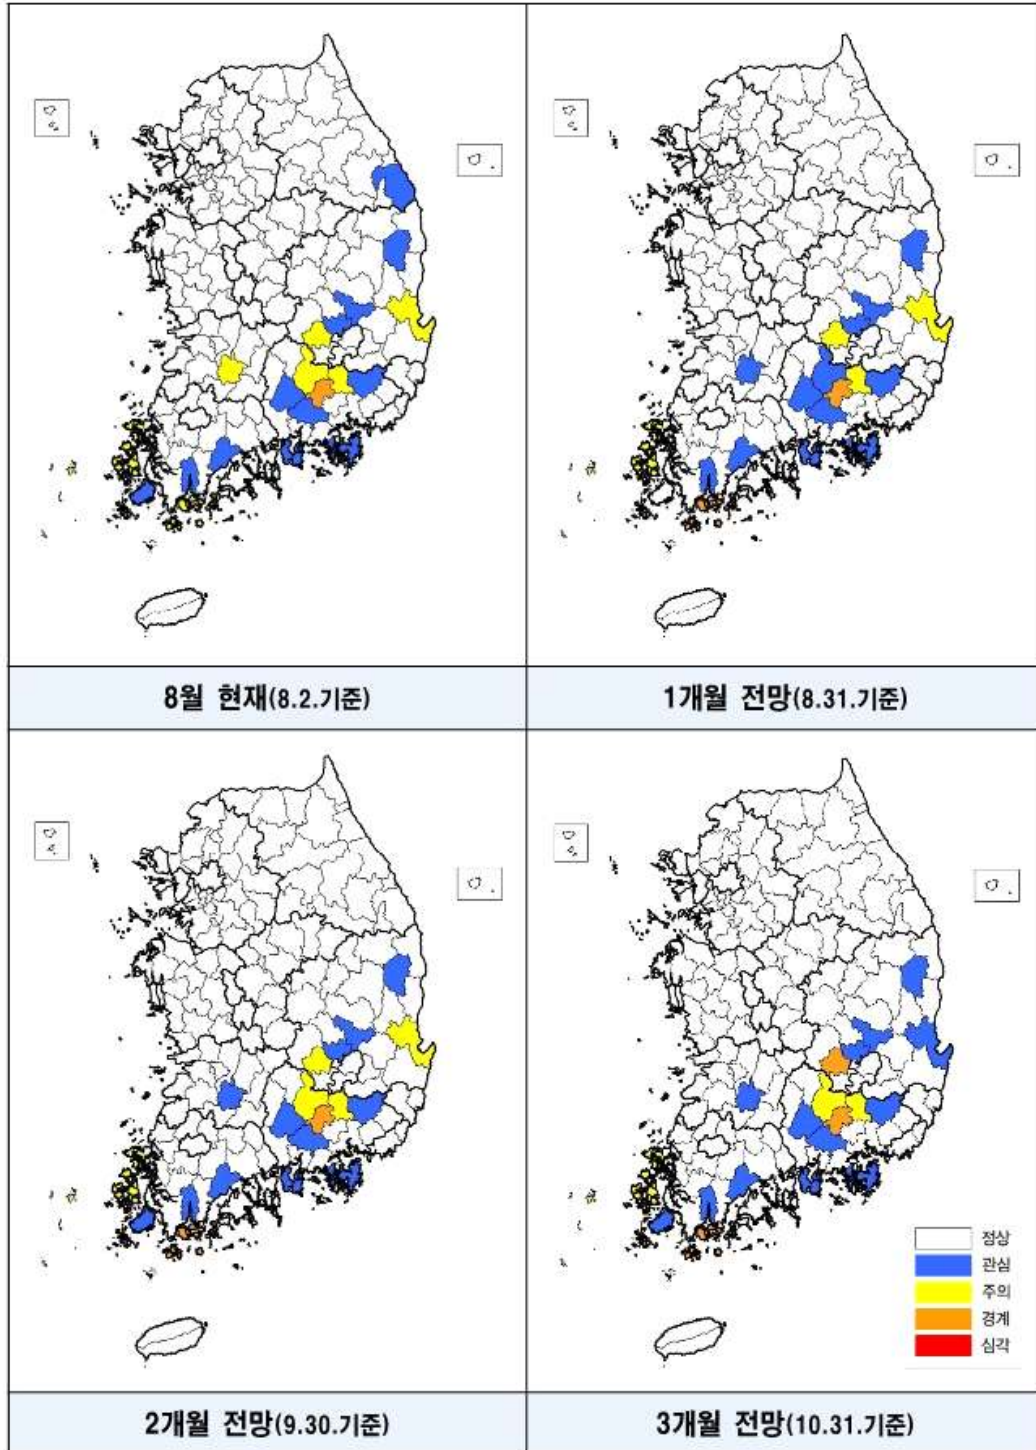 8월 현재(8.2.기준)
1개월 전망(8.31.기준)
정상
관심
주의
경계
심각
2개월 전망(9.30.기준)
3개월 전망(10.31.기준)